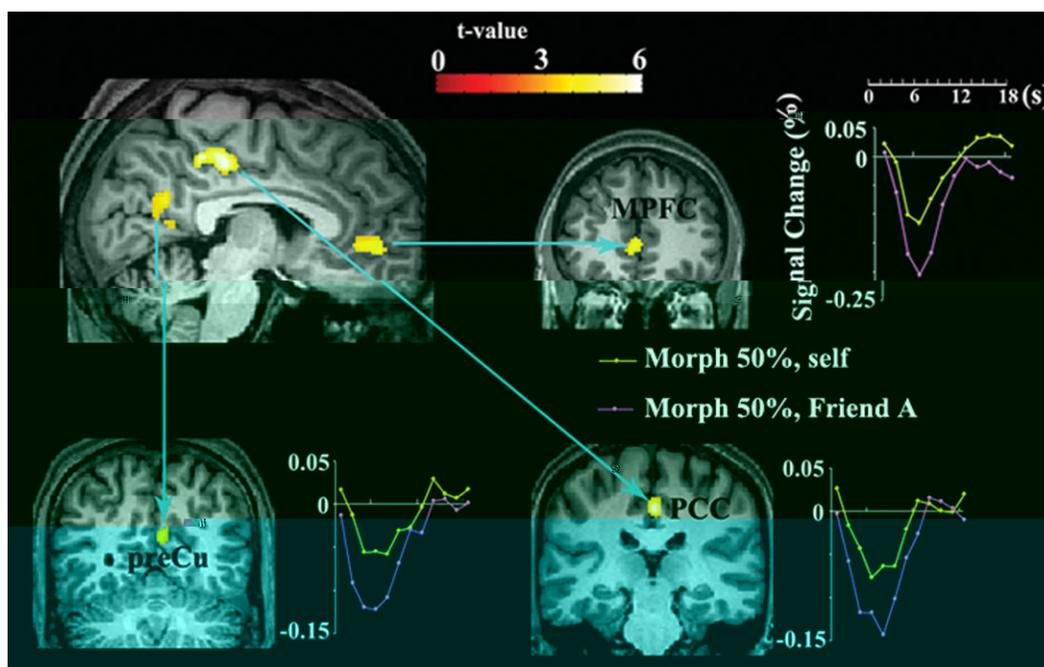 t-value
0 3 6
0 6 12 18 (s)
Signal Change (%)
0.05
0
-0.25
MPFC
Morph 50%, self
Morph 50%, Friend A
0.05
0
-0.15
preCu
0.05
0
-0.15
PCC